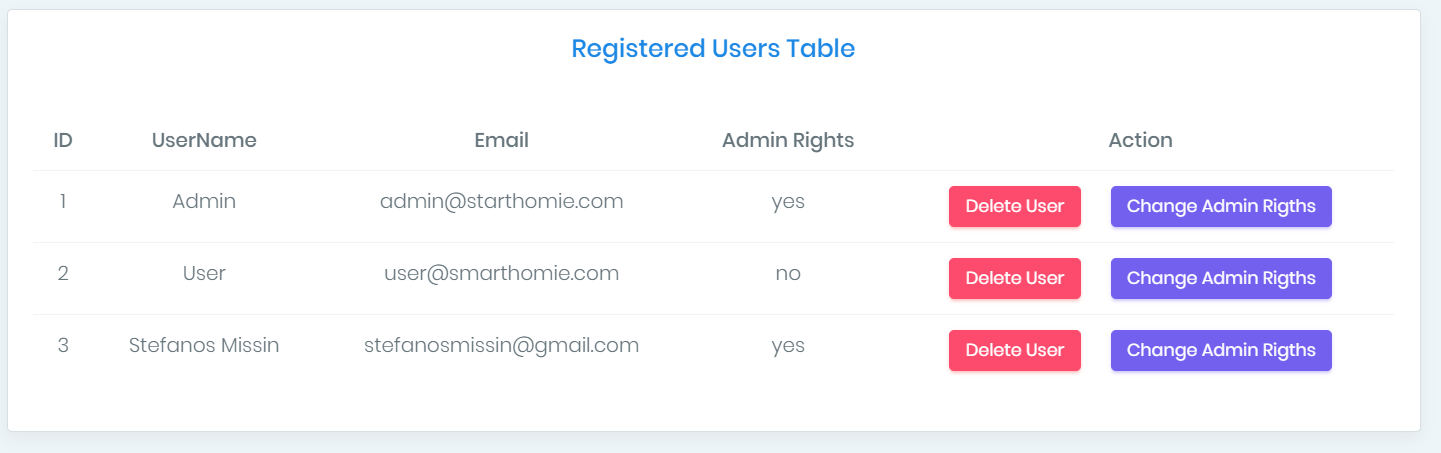 Registered Users Table
ID UserName Email Admin Rights Action
1 Admin admin@starthomie.com yes Delete User Change Admin Rigths
2 User user@smarthomie.com no Delete User Change Admin Rigths
3 Stefanos Missin stefanosmissin@gmail.com yes Delete User Change Admin Rigths